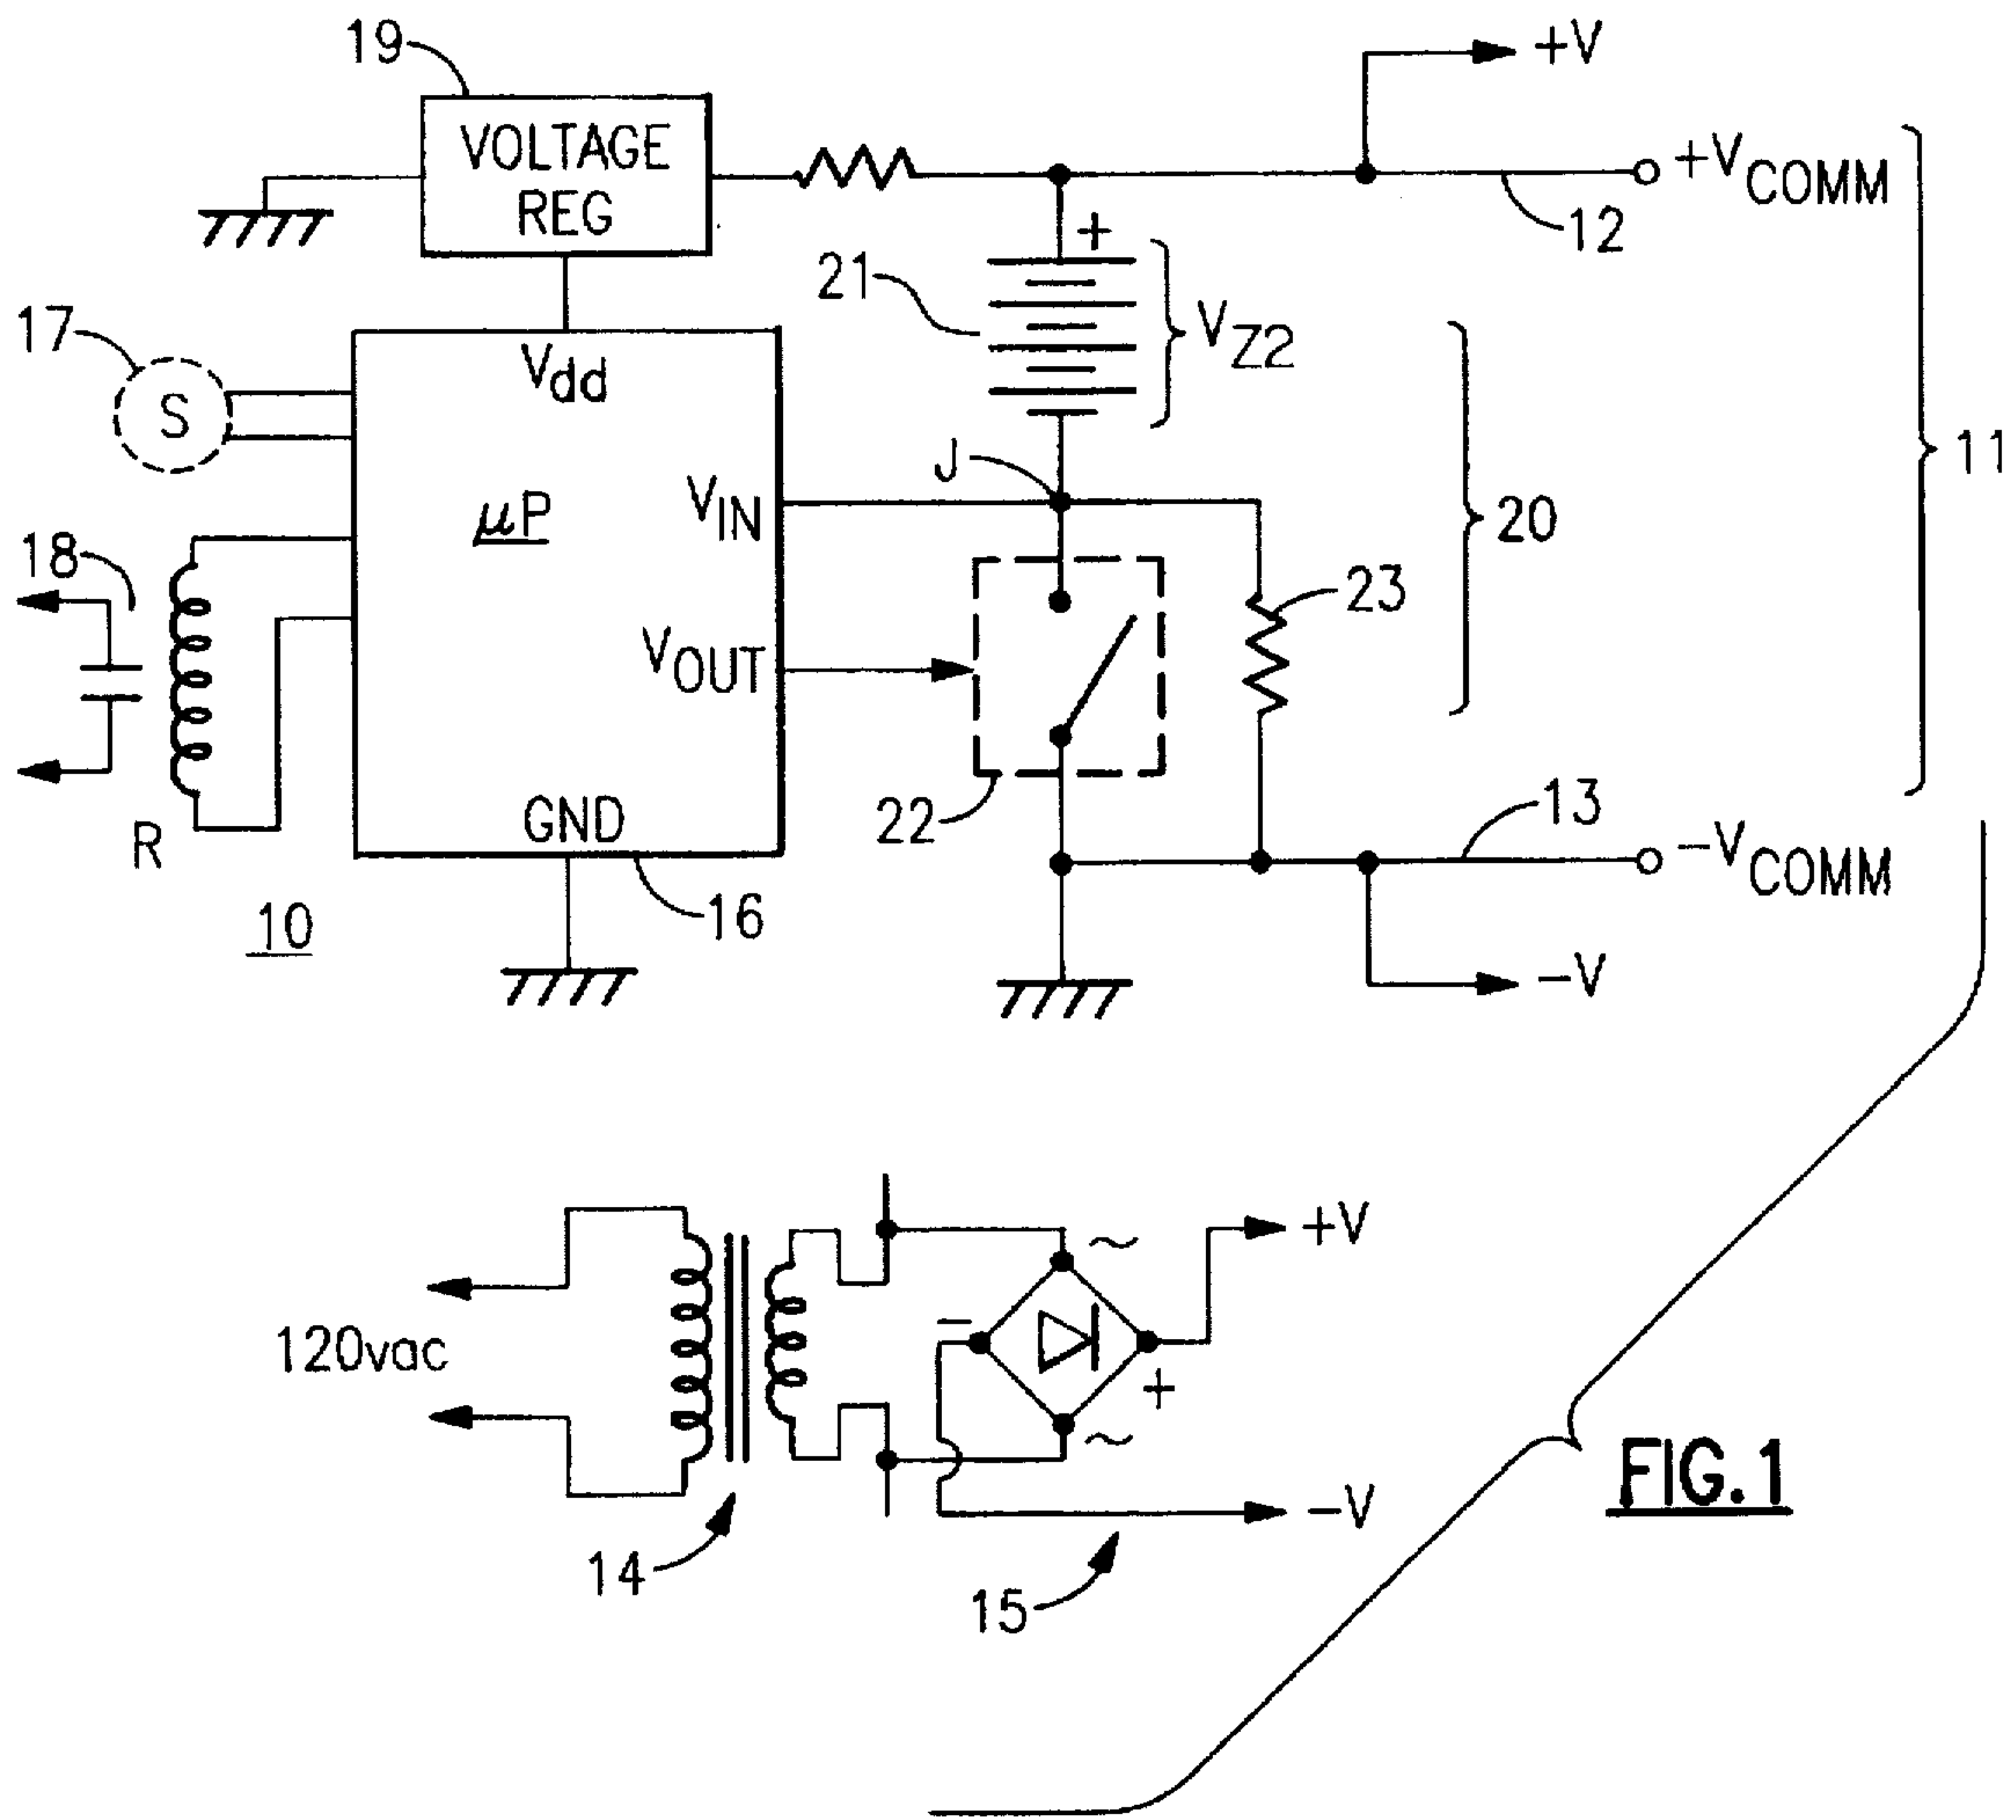 19
+V
VOLTAGE
REG
+VCOMM
12
+
21
VZ2
17
S
Vdd
11
J
VIN
20
µP
18
23
VOUT
R
GND
22
13
-VCOMM
10
16
-V
~
+V
-
120vac
+
~
-V
14
15
FIG.1